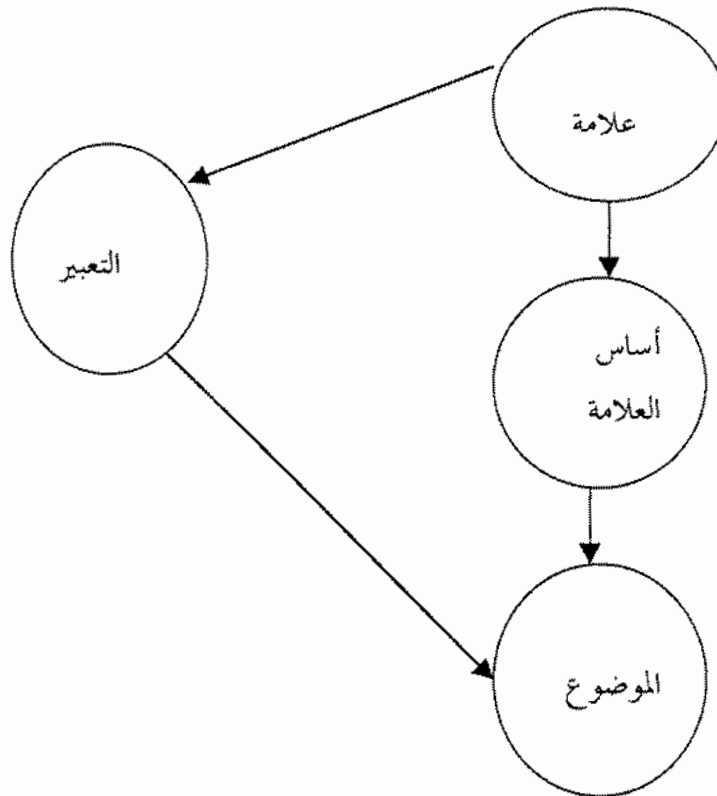 علامة
التعبير
أساس
العلامة
الموضوع